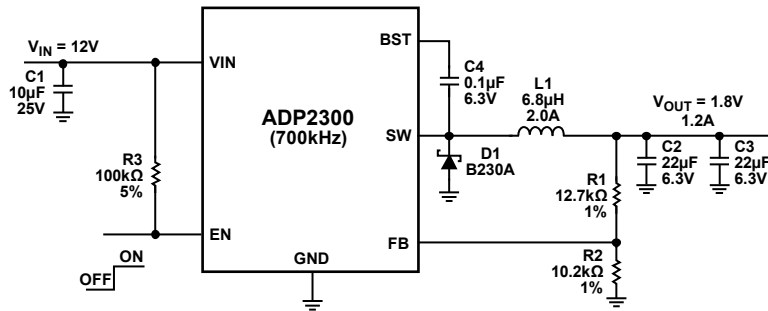 V_IN = 12V
C1
10µF
25V
R3
100kΩ
5%
ON
OFF
VIN
EN
ADP2300
(700kHz)
GND
BST
SW
FB
C4
0.1µF
6.3V
L1
6.8µH
2.0A
D1
B230A
V_OUT = 1.8V
1.2A
C2
22µF
6.3V
C3
22µF
6.3V
R1
12.7kΩ
1%
R2
10.2kΩ
1%